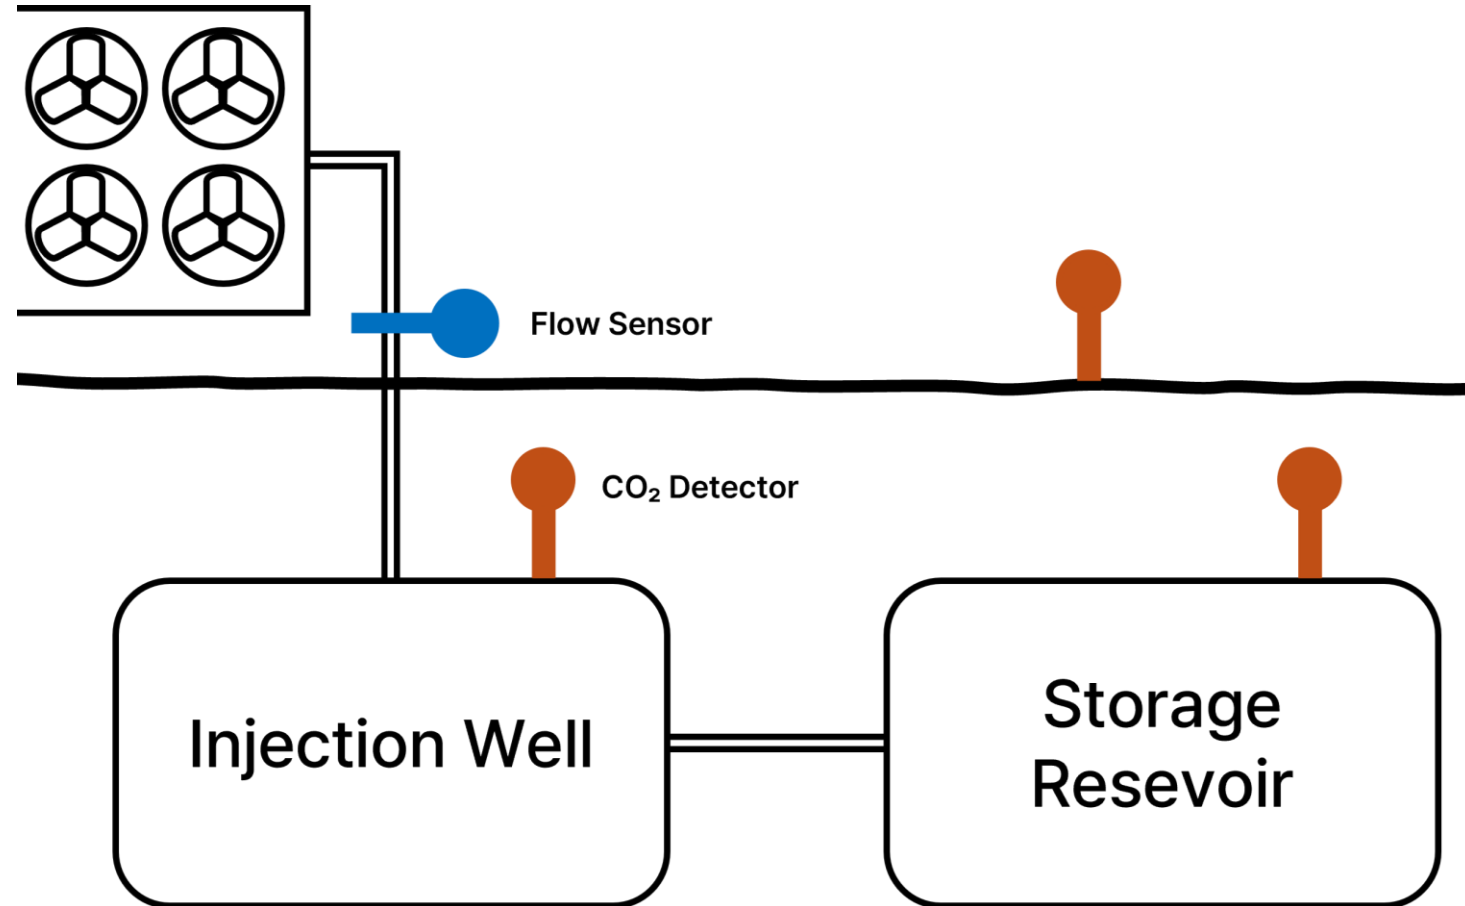 Flow Sensor
CO₂ Detector
Injection Well
Storage
Resevoir